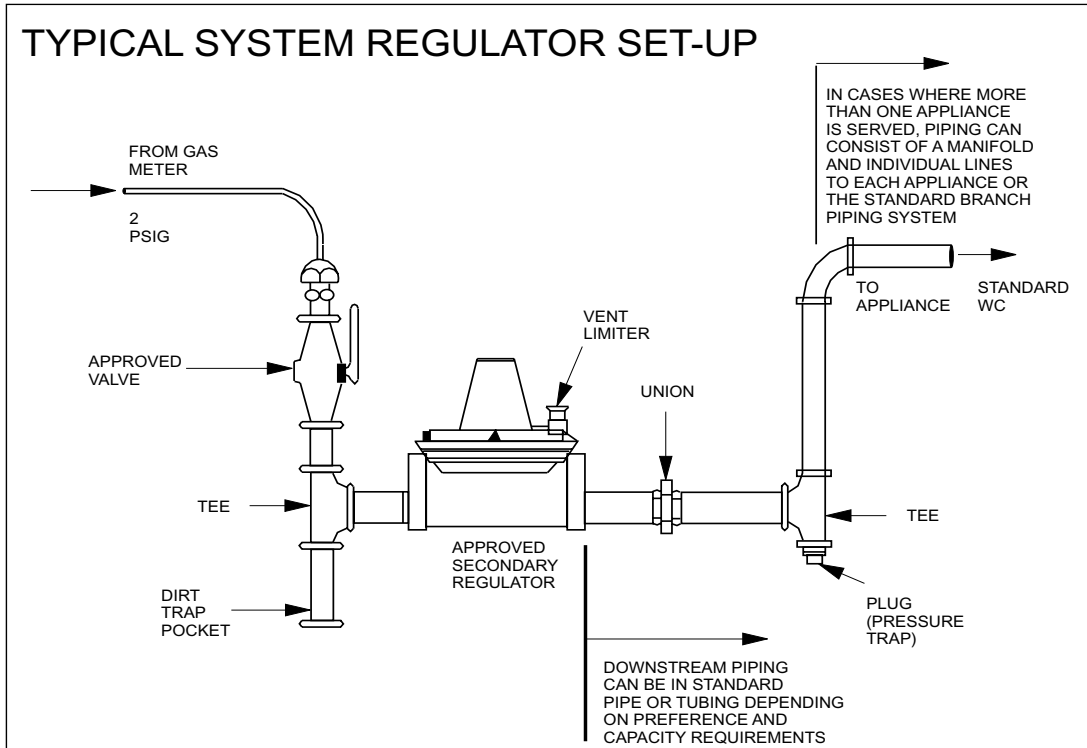 TYPICAL SYSTEM REGULATOR SET-UP
IN CASES WHERE MORE
THAN ONE APPLIANCE
IS SERVED, PIPING CAN
CONSIST OF A MANIFOLD
AND INDIVIDUAL LINES
TO EACH APPLIANCE OR
THE STANDARD BRANCH
PIPING SYSTEM
FROM GAS
METER
2
PSIG
TO
APPLIANCE
STANDARD
WC
VENT
LIMITER
APPROVED
VALVE
UNION
TEE
TEE
APPROVED
SECONDARY
REGULATOR
DIRT
TRAP
POCKET
PLUG
(PRESSURE
TRAP)
DOWNSTREAM PIPING
CAN BE IN STANDARD
PIPE OR TUBING DEPENDING
ON PREFERENCE AND
CAPACITY REQUIREMENTS